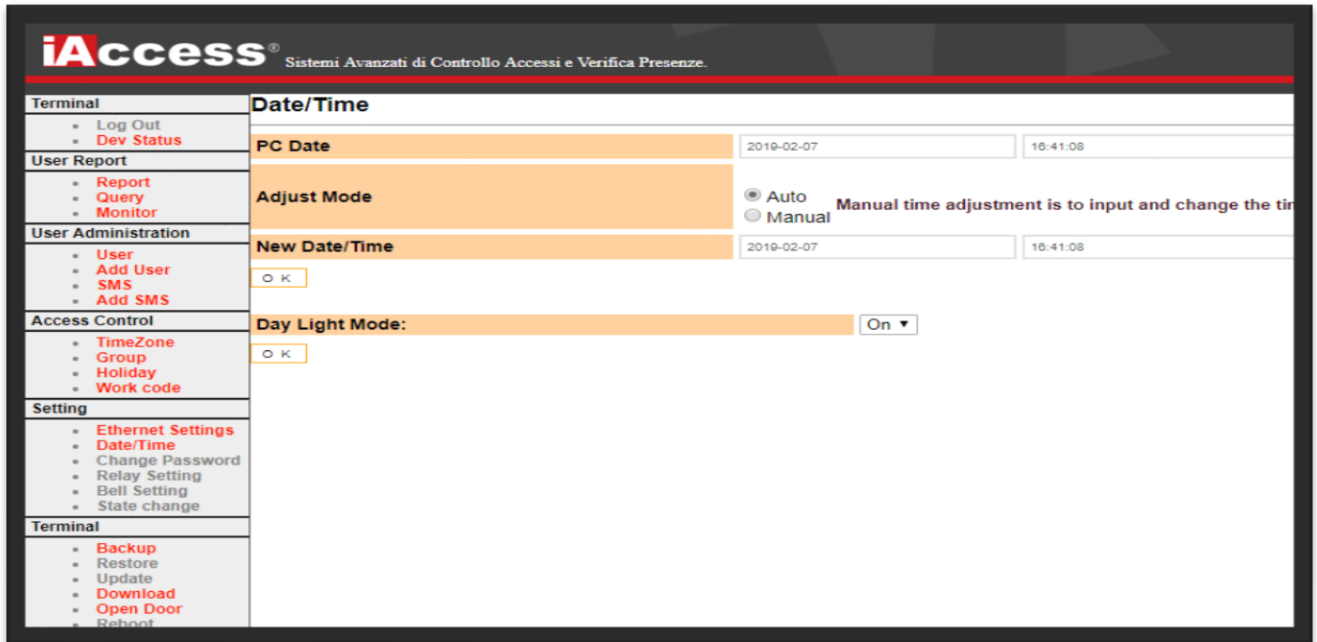 iAccess® Sistemi Avanzati di Controllo Accessi e Verifica Presenze.
Terminal
Log Out
Dev Status
User Report
Report
Query
Monitor
User Administration
User
Add User
SMS
Add SMS
Access Control
TimeZone
Group
Holiday
Work code
Setting
Ethernet Settings
Date/Time
Change Password
Relay Setting
Bell Setting
State change
Terminal
Backup
Restore
Update
Download
Open Door
Reboot
Date/Time
PC Date 2019-02-07 16:41:08
Adjust Mode
Auto
Manual
Manual time adjustment is to input and change the
New Date/Time 2019-02-07 16:41:08
O K
Day Light Mode: On
O K